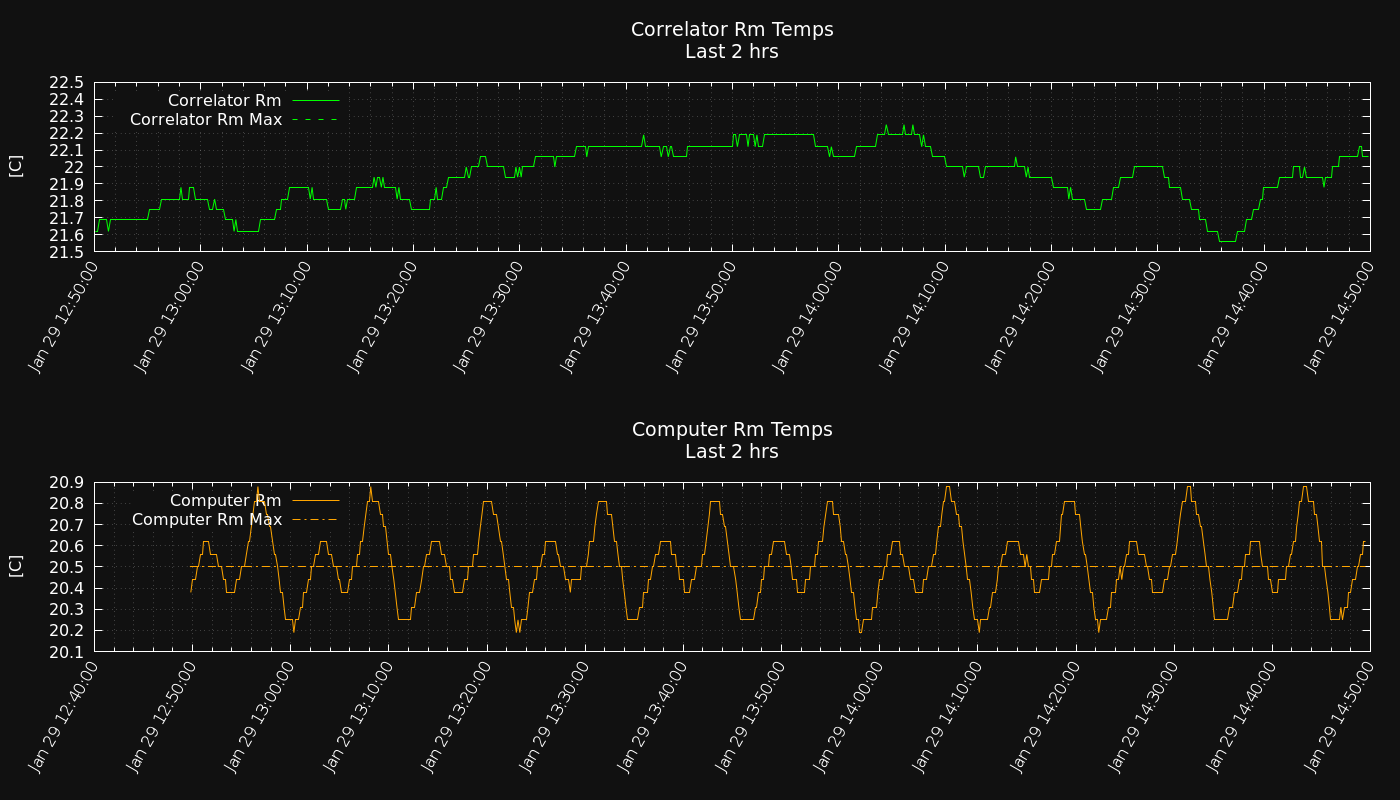 Correlator Rm Temps
Last 2 hrs
22.5
22.4
22.3
22.2
22.1
22
21.9
21.8
21.7
21.6
21.5
[C]
Correlator Rm
Correlator Rm Max
Jan 29 12:50:00
Jan 29 13:00:00
Jan 29 13:10:00
Jan 29 13:20:00
Jan 29 13:30:00
Jan 29 13:40:00
Jan 29 13:50:00
Jan 29 14:00:00
Jan 29 14:10:00
Jan 29 14:20:00
Jan 29 14:30:00
Jan 29 14:40:00
Jan 29 14:50:00
Computer Rm Temps
Last 2 hrs
20.9
20.8
20.7
20.6
20.5
20.4
20.3
20.2
20.1
[C]
Computer Rm
Computer Rm Max
Jan 29 12:40:00
Jan 29 12:50:00
Jan 29 13:00:00
Jan 29 13:10:00
Jan 29 13:20:00
Jan 29 13:30:00
Jan 29 13:40:00
Jan 29 13:50:00
Jan 29 14:00:00
Jan 29 14:10:00
Jan 29 14:20:00
Jan 29 14:30:00
Jan 29 14:40:00
Jan 29 14:50:00